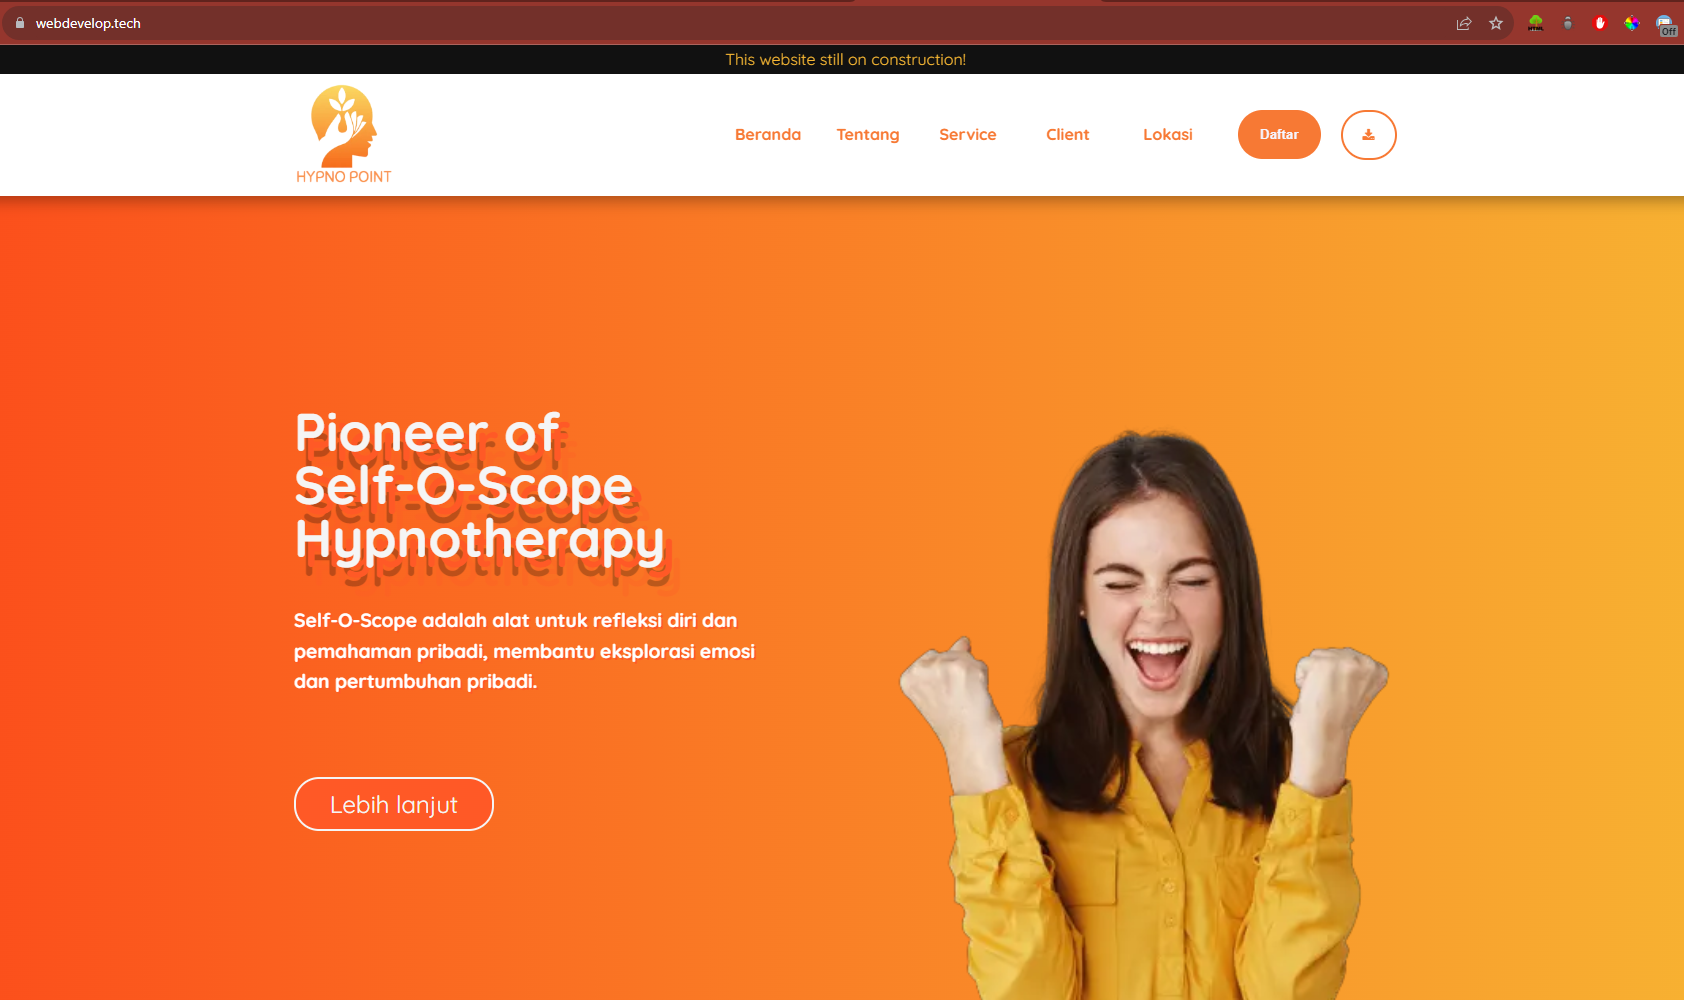 webdevelop.tech
Off
This website still on construction!
HYPNO POINT
Beranda Tentang Service Client Lokasi Daftar
Pioneer of
Self-O-Scope
Hypnotherapy
Self-O-Scope adalah alat untuk refleksi diri dan
pemahaman pribadi, membantu eksplorasi emosi
dan pertumbuhan pribadi.
Lebih lanjut